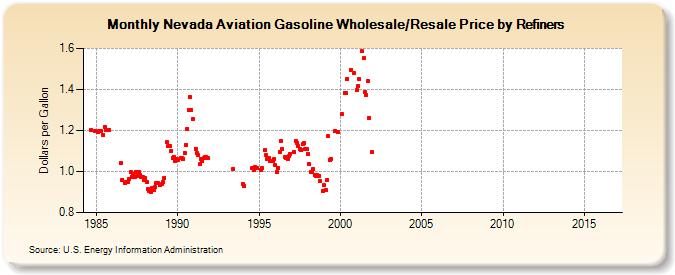 Monthly Nevada Aviation Gasoline Wholesale/Resale Price by Refiners
Dollars per Gallon
1.6
1.4
1.2
1.0
0.8
1985 1990 1995 2000 2005 2010 2015
Source: U.S. Energy Information Administration